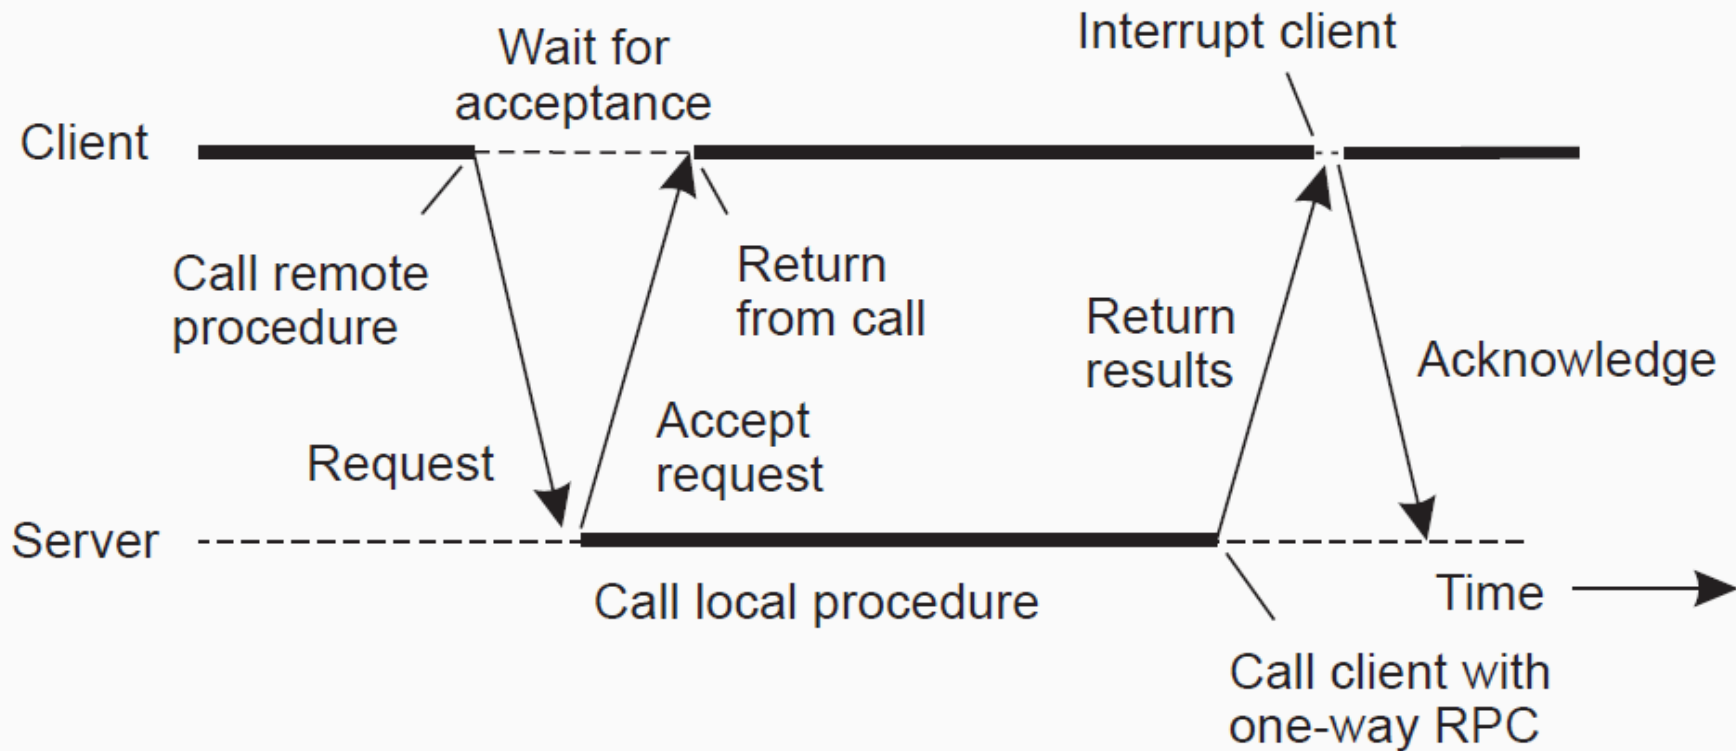 Wait for
acceptance
Interrupt client
Client
Call remote
procedure
Return
from call
Return
results
Acknowledge
Request
Accept
request
Server
Call local procedure
Time
Call client with
one-way RPC